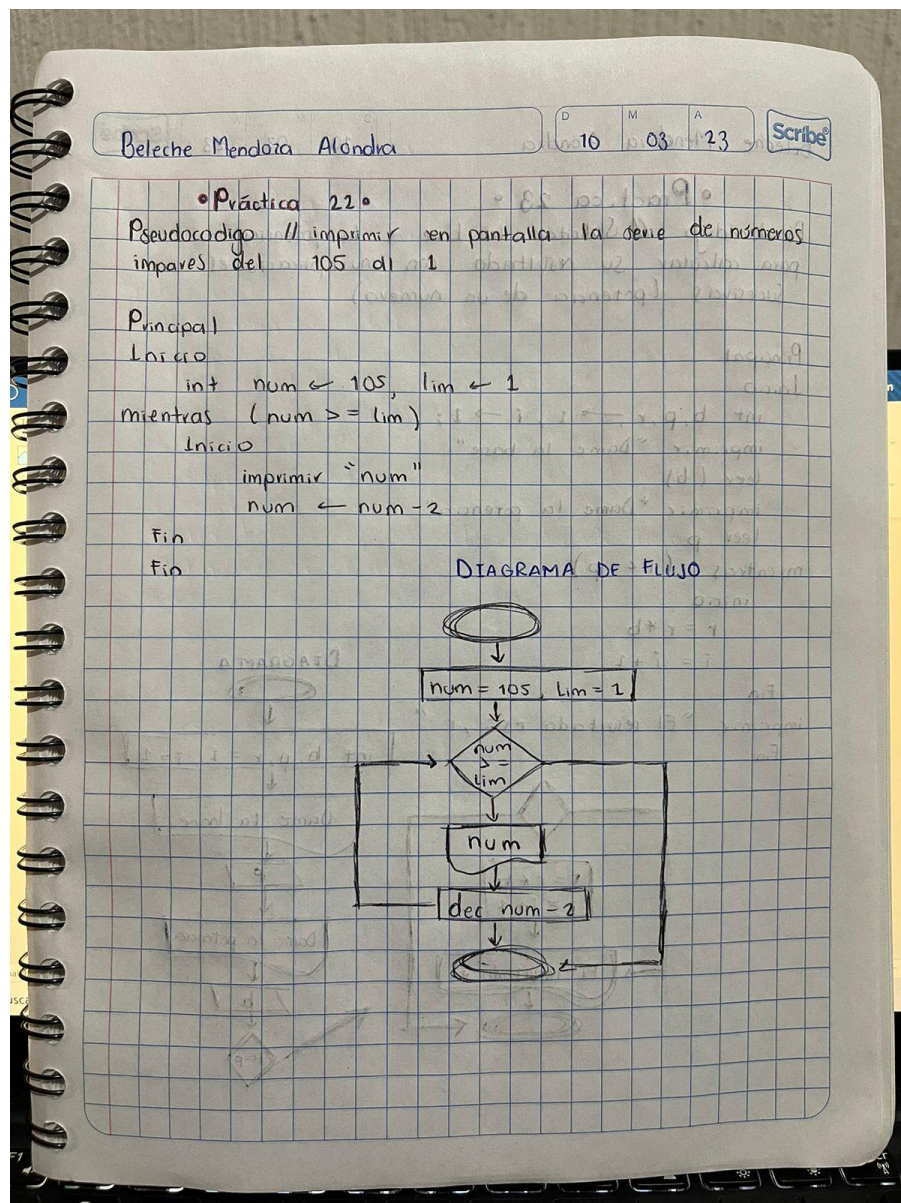 D M A
Beleche Mendoza Alondra 10 03 23 Scribe
•Práctica 22•
Pseudocodigo // imprimir en pantalla la serie de números
impares del 105 al 1
Principal
Inicio
int num ← 105, lim ← 1
mientras (num >= lim)
Inicio
imprimir "num"
num ← num -2
Fin
Fin
DIAGRAMA DE FLUJO
num = 105, Lim = 1
num
>=
Lim
num
dec num - 2